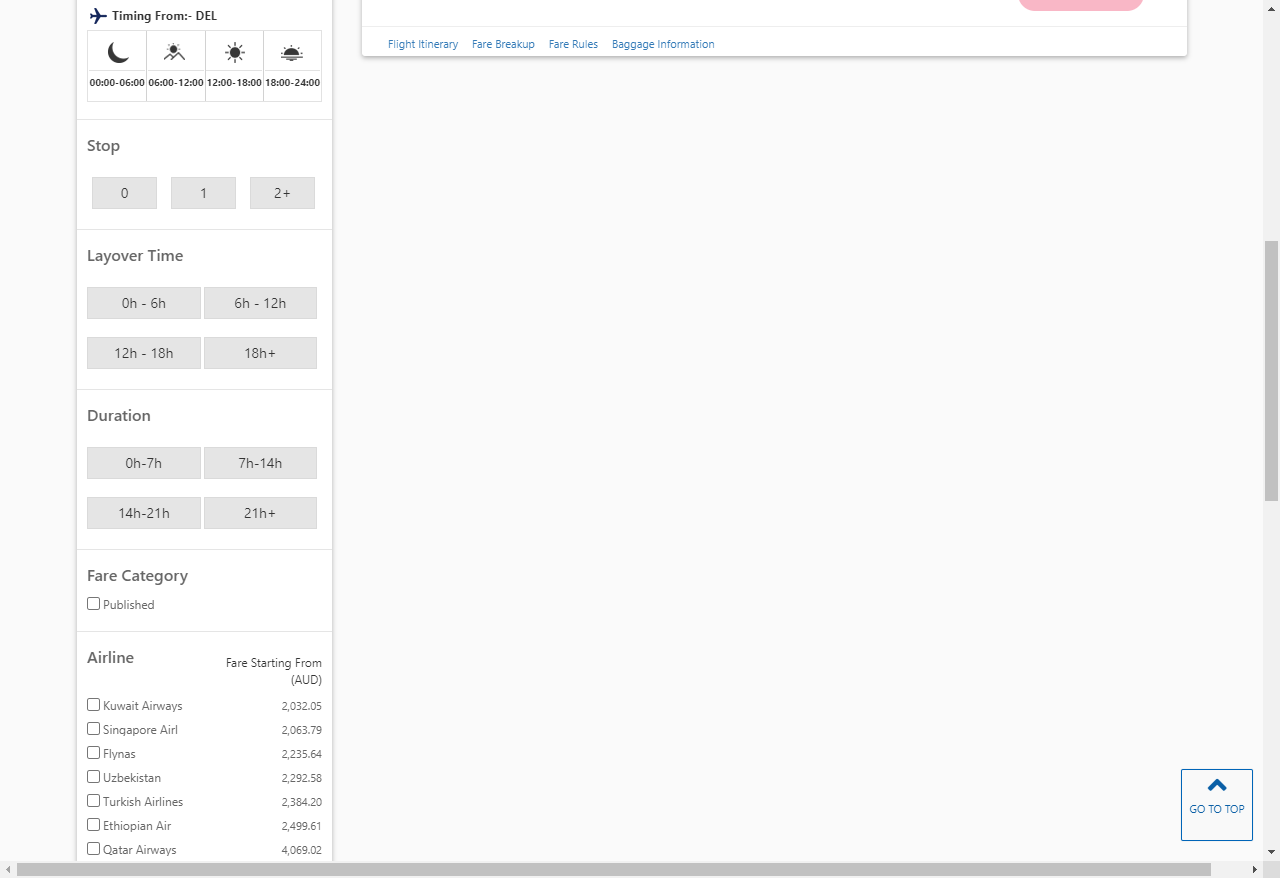 Timing From:- DEL
00:00-06:00 06:00-12:00 12:00-18:00 18:00-24:00
Flight Itinerary Fare Breakup Fare Rules Baggage Information
Stop
0 1 2+
Layover Time
0h - 6h 6h - 12h
12h - 18h 18h+
Duration
0h-7h 7h-14h
14h-21h 21h+
Fare Category
Published
Airline Fare Starting From
(AUD)
Kuwait Airways 2,032.05
Singapore Airl 2,063.79
Flynas 2,235.64
Uzbekistan 2,292.58
Turkish Airlines 2,384.20
Ethiopian Air 2,499.61
Qatar Airways 4,069.02
GO TO TOP